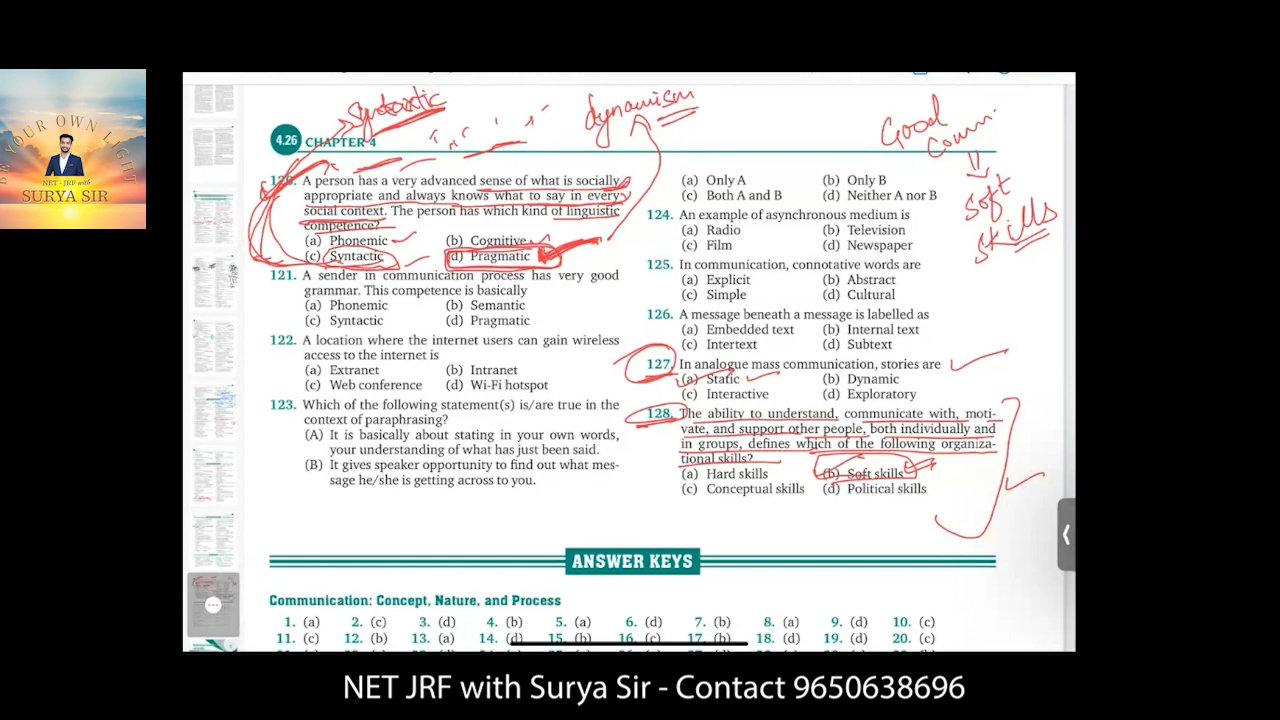 BE YOUR OWN LIGHT
NET - JRF with
SURYA SIR
syntactic
dynamism
Good
Comm.
soft
skills
4.26 CHAPTER 4
120. A person has a very advanced sense of what is socially
appropriate and always knows what to say in every
social context. The person has which kind of linguistic
competence?
(a) Phonemic (b) Cognitive
(c) Syntactic (d) Pragmatic
121. A sender in communication process has very good
grammar. This competence is basically
(a) Phonetic (b) Semantic
(c) Syntactic (d) Pragmatic
122. A location where the internet users can gain wireless
access to the internet is
(a) Extranet (b) Intranet
(c) Web conference (d) Wi-Fi hotspot
123. Which of the following statement(s) is/are true in the
context of paraphrasing?
(A) It is basically about stating in your own words,
your understanding of what has just been said.
(B) It gives speaker opportunity to find out what mes-
sage he/she is getting across to you.
(a) Only A (b) Only B
(c) Both A and B (d) Neither A nor B
124. An example of asynchronous medium is
(a) Radio (b) Television
(c) Film (d) Newspaper
125. In communication, connotative words are
(a) Explicit (b) Abstract
(c) Simple (d) Cultural
126. A message beneath a message is labelled as
(a) Embedded text (b) Internal text
(c) Intertext (d) Subtext
127. In analogue mass communication, stories are
(a) Static (b) Dynamic
(c) Interactive (d) Exploratory
128. The ability to understand, communicate with, moti-
vate, and support other people, both individually and
in groups, defines which of the following organiza-
tional skills?
(a) Hard skills (b) Soft skills
(c) Conceptual skills (d) Political skills
ANSWER KEYS
Communication: Concept, Nature, and Process
1. (a) 2. (c) 3. (d) 4. (b) 5. (a) 6. (d) 7. (b) 8. (a) 9. (d) 10. (c)
11. (c) 12. (b) 13. (a) 14. (d) 15. (b) 16. (d) 17. (b) 18. (d) 19. (d) 20. (c)
NET JRF with Surya Sir - Contact 9650638696